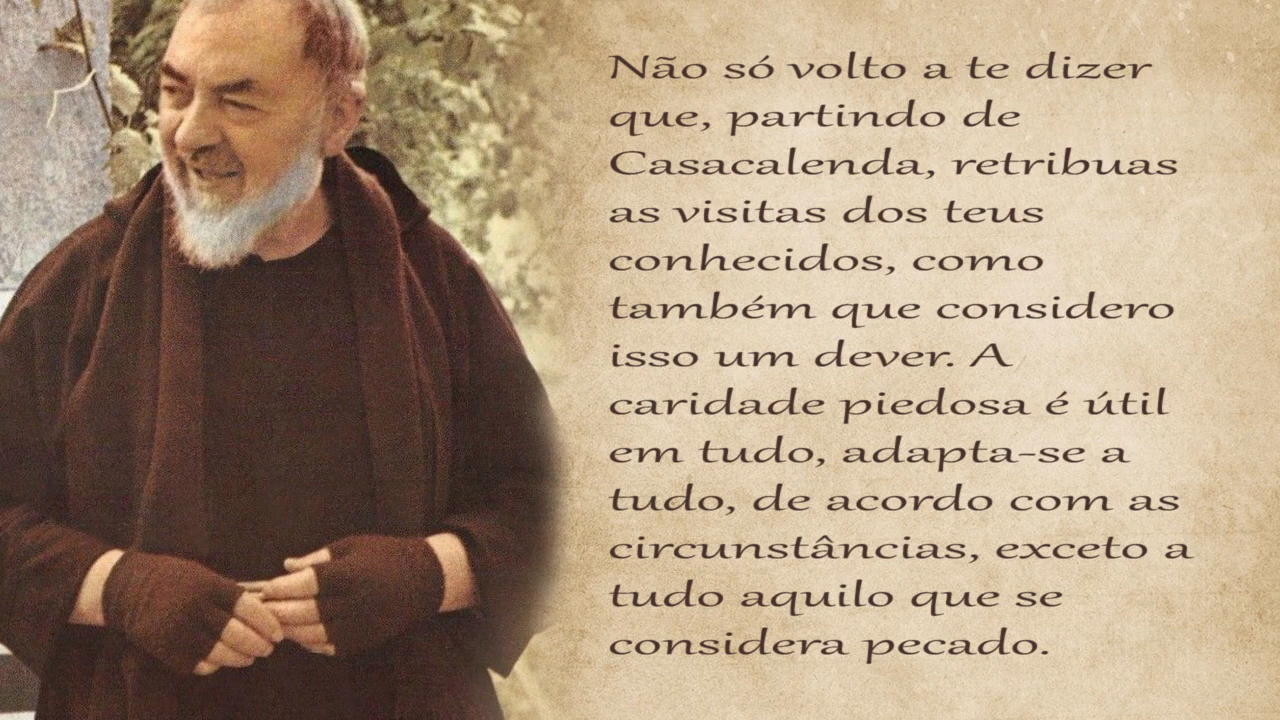 Não só volto a te dizer
que, partindo de
Casacalenda, retribuas
as visitas dos teus
conhecidos, como
também que considero
isso um dever. A
caridade piedosa é útil
em tudo, adapta-se a
tudo, de acordo com as
circunstâncias, exceto a
tudo aquilo que se
considera pecado.